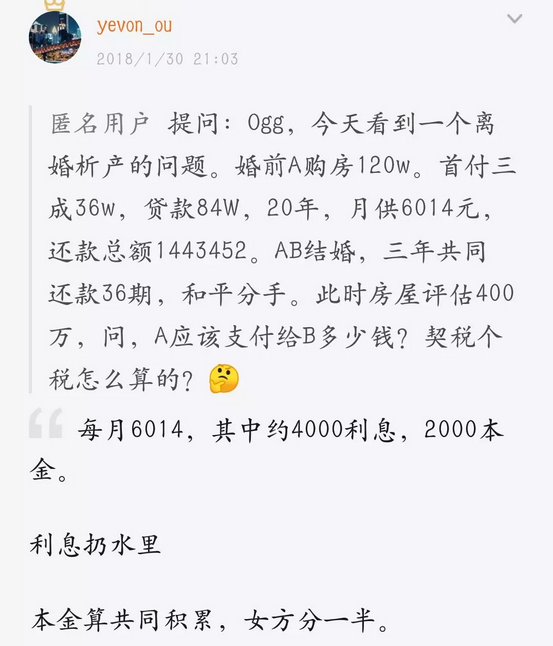 yevon_ou
2018/1/30 21:03
匿名用户 提问：Ogg，今天看到一个离
婚析产的问题。婚前A购房120w。首付三
成36w，贷款84W，20年，月供6014元，
还款总额1443452。AB结婚，三年共同
还款36期，和平分手。此时房屋评估400
万，问，A应该支付给B多少钱？契税个
税怎么算的？🤔
每月6014，其中约4000利息，2000本
金。
利息扔水里
本金算共同积累，女方分一半。